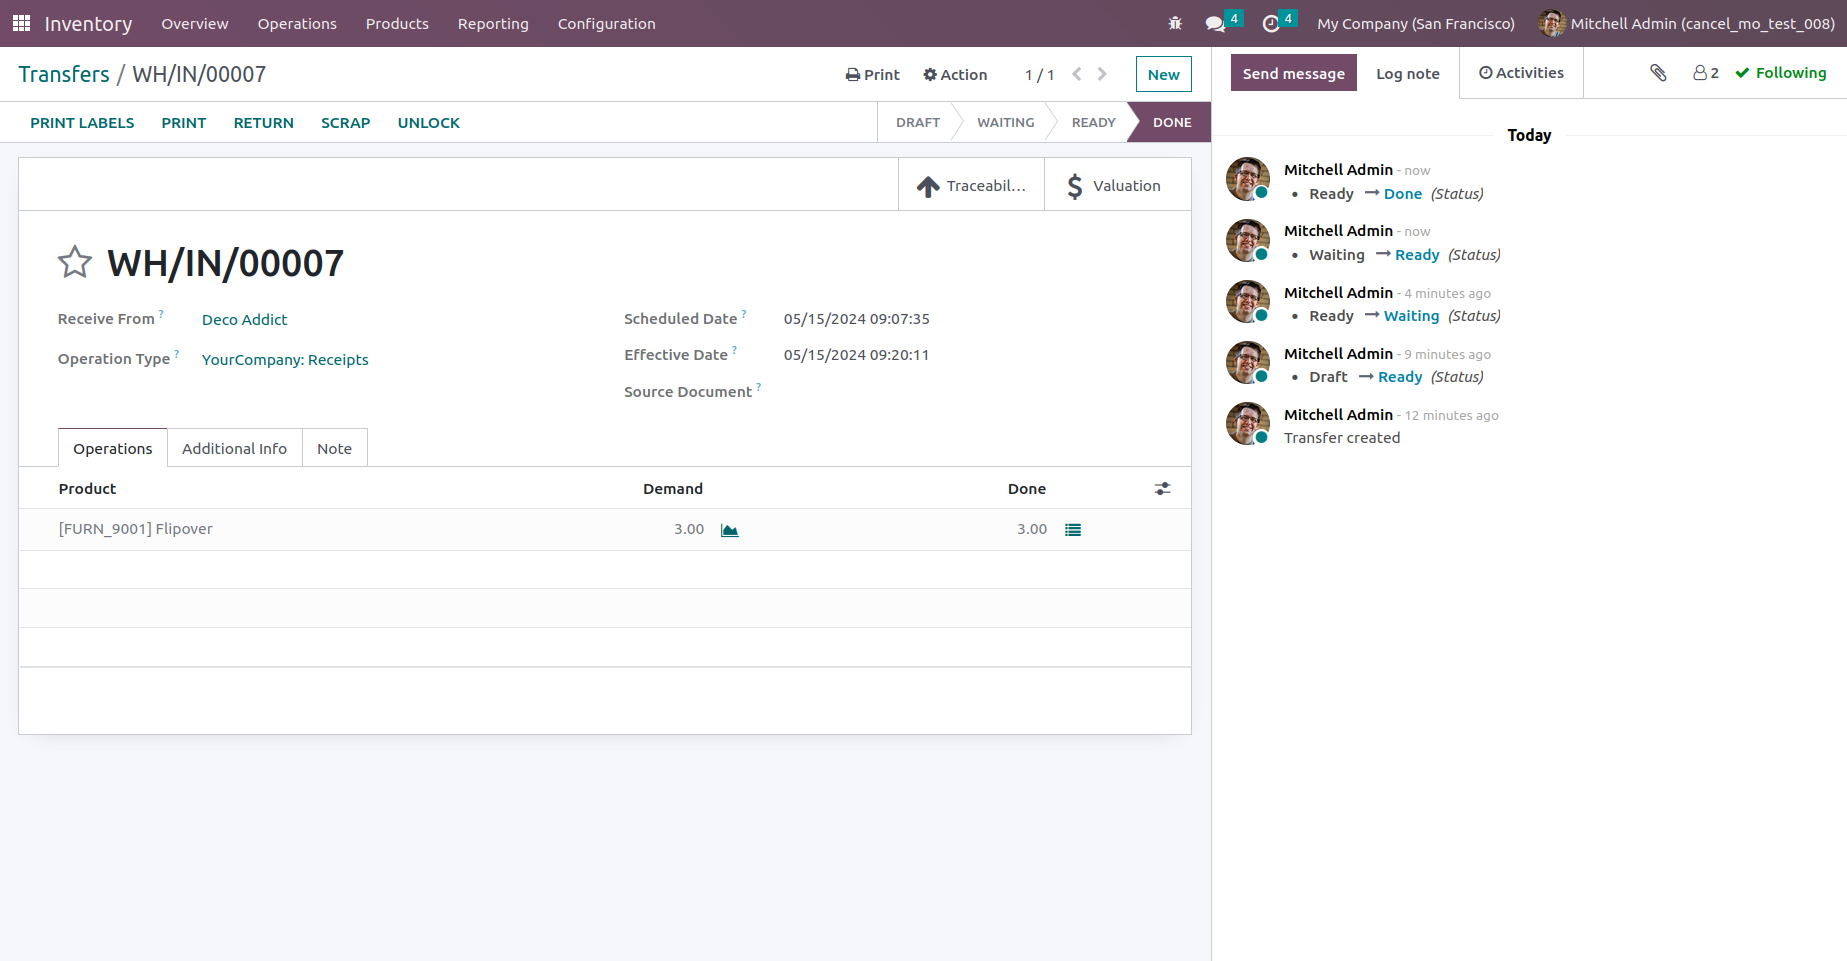 Inventory Overview Operations Products Reporting Configuration 4 4 My Company (San Francisco) Mitchell Admin (cancel_mo_test_008)
Transfers / WH/IN/00007 Print Action 1 / 1 New Send message Log note Activities 2 Following
PRINT LABELS PRINT RETURN SCRAP UNLOCK DRAFT WAITING READY DONE
Traceabil... $ Valuation
WH/IN/00007
Receive From ? Deco Addict
Operation Type ? YourCompany: Receipts
Scheduled Date ? 05/15/2024 09:07:35
Effective Date ? 05/15/2024 09:20:11
Source Document ?
Operations Additional Info Note
Product Demand Done
[FURN_9001] Flipover 3.00 3.00
Today
Mitchell Admin - now
• Ready → Done (Status)
Mitchell Admin - now
• Waiting → Ready (Status)
Mitchell Admin - 4 minutes ago
• Ready → Waiting (Status)
Mitchell Admin - 9 minutes ago
• Draft → Ready (Status)
Mitchell Admin - 12 minutes ago
Transfer created